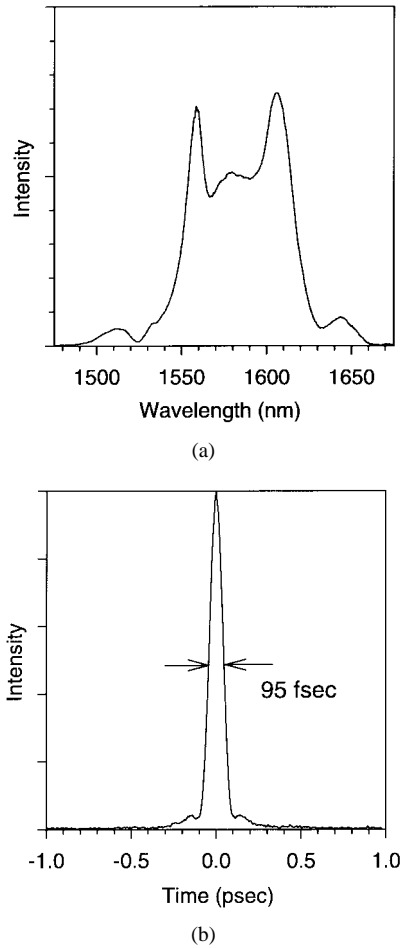 Intensity
1500 1550 1600 1650
Wavelength (nm)
(a)
Intensity
95 fsec
-1.0 -0.5 0.0 0.5 1.0
Time (psec)
(b)